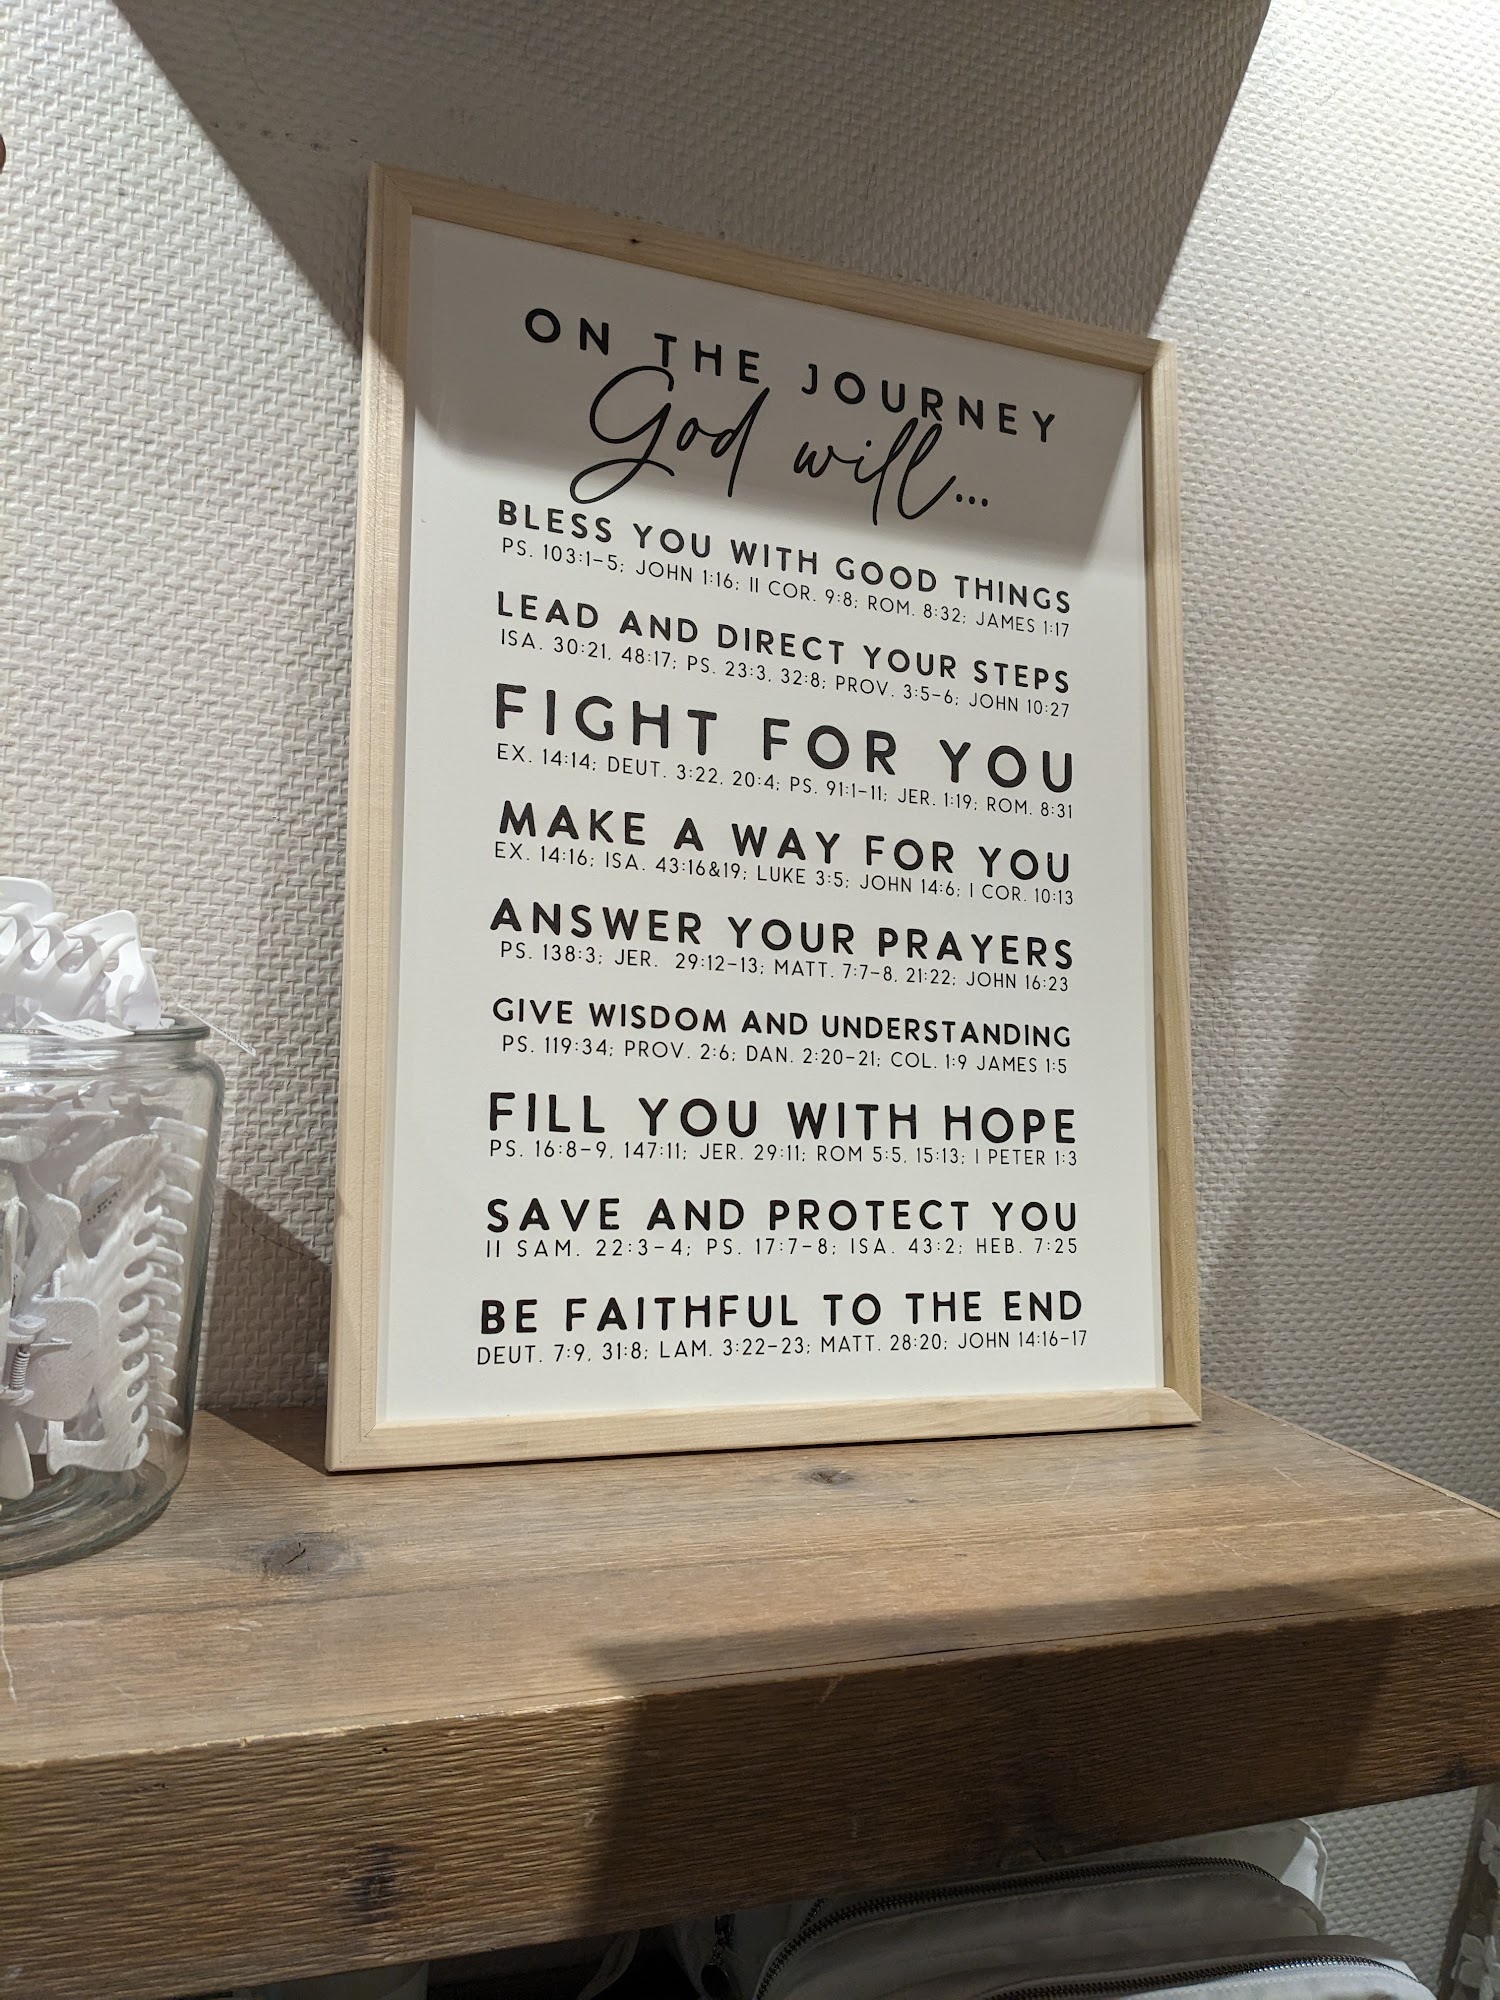 ON THE JOURNEY
God will...
BLESS YOU WITH GOOD THINGS
PS. 103:1-5; JOHN 1:16; II COR. 9:8; ROM. 8:32; JAMES 1:17
LEAD AND DIRECT YOUR STEPS
ISA. 30:21, 48:17; PS. 23:3, 32:8; PROV. 3:5-6; JOHN 10:27
FIGHT FOR YOU
EX. 14:14; DEUT. 3:22, 20:4; PS. 91:1-11; JER. 1:19; ROM. 8:31
MAKE A WAY FOR YOU
EX. 14:16; ISA. 43:16&19; LUKE 3:5; JOHN 14:6; I COR. 10:13
ANSWER YOUR PRAYERS
PS. 138:3; JER. 29:12-13; MATT. 7:7-8, 21:22; JOHN 16:23
GIVE WISDOM AND UNDERSTANDING
PS. 119:34; PROV. 2:6; DAN. 2:20-21; COL. 1:9 JAMES 1:5
FILL YOU WITH HOPE
PS. 16:8-9, 147:11; JER. 29:11; ROM 5:5, 15:13; I PETER 1:3
SAVE AND PROTECT YOU
II SAM. 22:3-4; PS. 17:7-8; ISA. 43:2; HEB. 7:25
BE FAITHFUL TO THE END
DEUT. 7:9, 31:8; LAM. 3:22-23; MATT. 28:20; JOHN 14:16-17